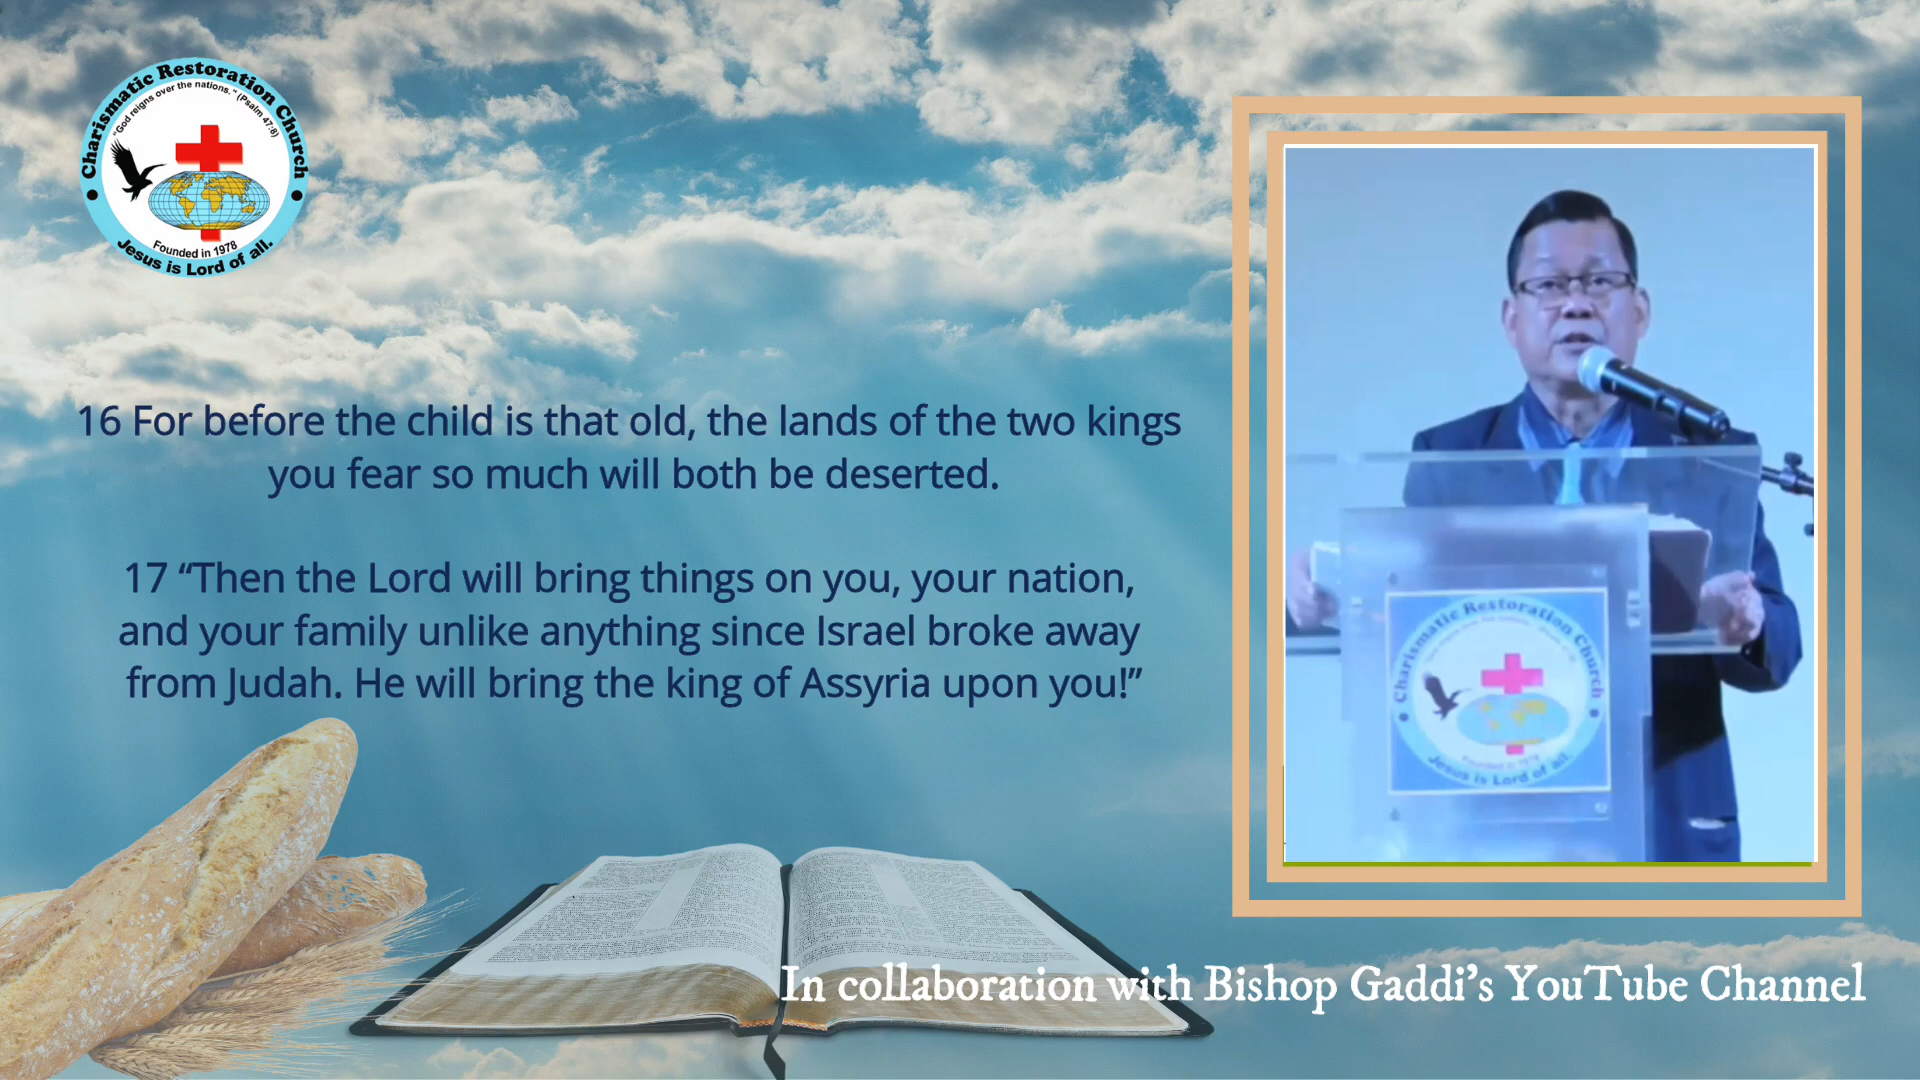 Charismatic Restoration Church
"God reigns over the nations." (Psalm 47:8)
Founded in 1978
Jesus is Lord of all.
16 For before the child is that old, the lands of the two kings
you fear so much will both be deserted.
17 “Then the Lord will bring things on you, your nation,
and your family unlike anything since Israel broke away
from Judah. He will bring the king of Assyria upon you!”
Charismatic Restoration Church
Founded in 1978
Jesus is Lord of all.
In collaboration with Bishop Gaddi's YouTube Channel